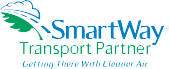 SmartWay
Transport Partner
Getting There With Cleaner Air